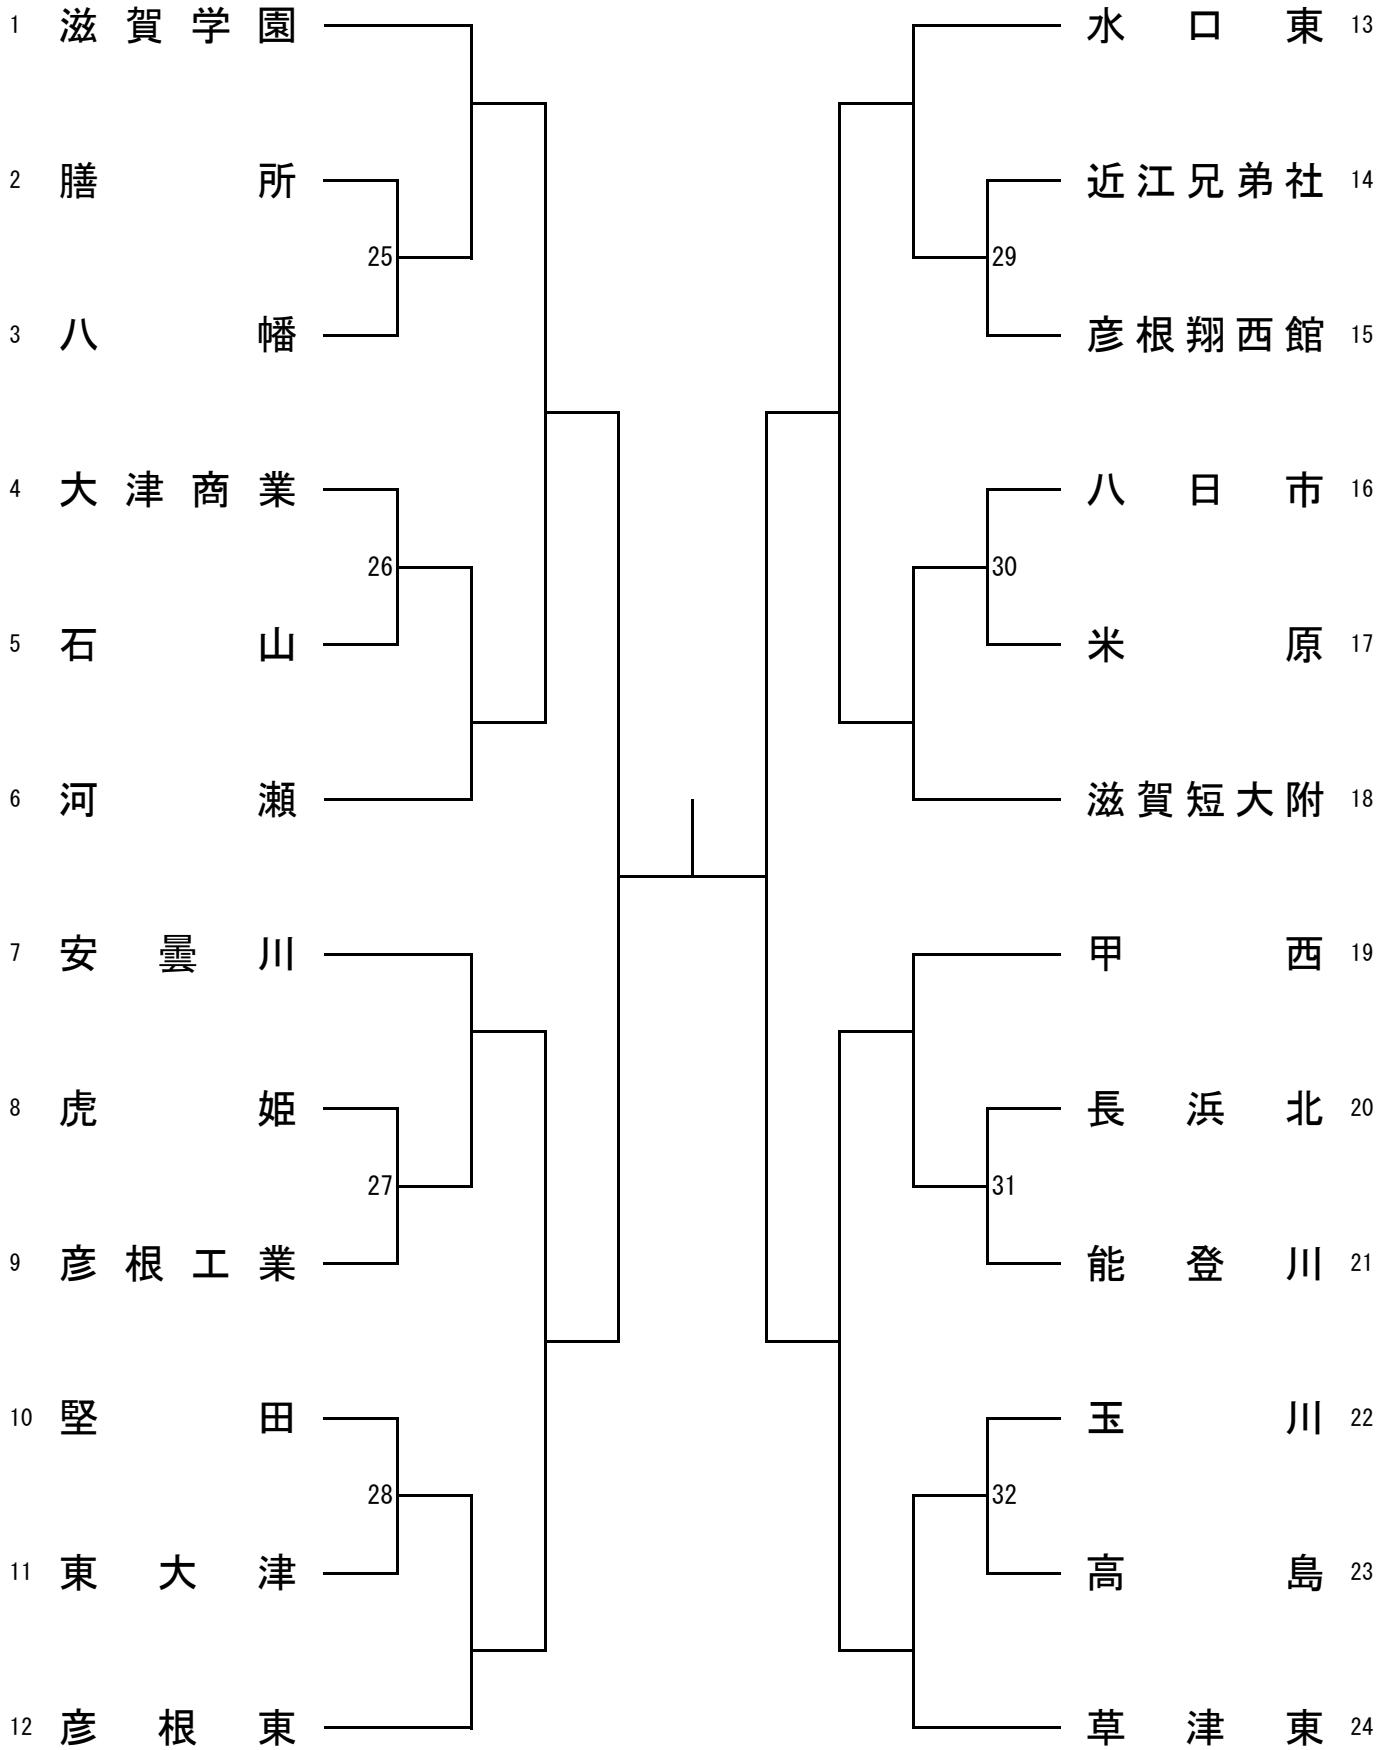 1 滋賀学園
2 膳所
25
3 八幡
4 大津商業
26
5 石山
6 河瀬
7 安曇川
8 虎姫
27
9 彦根工業
10 堅田
28
11 東大津
12 彦根東
水口東 13
近江兄弟社 14
29
彦根翔西館 15
八日市 16
30
米原 17
滋賀短大附 18
甲西 19
長浜北 20
31
能登川 21
玉川 22
32
高島 23
草津東 24